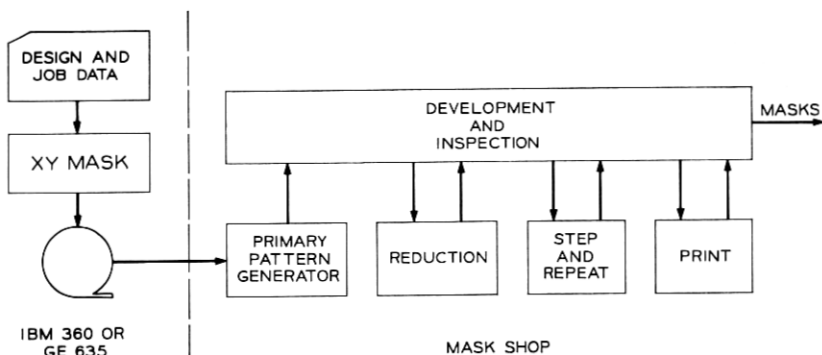 DESIGN AND
JOB DATA
XY MASK
IBM 360 OR
GE 635
DEVELOPMENT
AND
INSPECTION
MASKS
PRIMARY
PATTERN
GENERATOR
REDUCTION
STEP
AND
REPEAT
PRINT
MASK SHOP